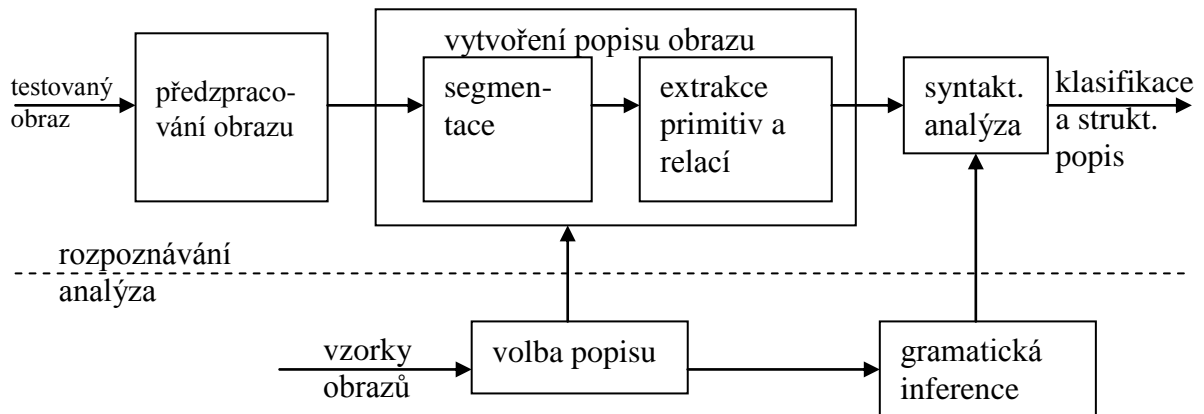 vytvoření popisu obrazu
testovaný
obraz
předzpraco-
vání obrazu
segmen-
tace
extrakce
primitiv a
relací
syntakt.
analýza
klasifikace
a strukt.
popis
rozpoznávání
analýza
vzorky
obrazů
volba popisu
gramatická
inference